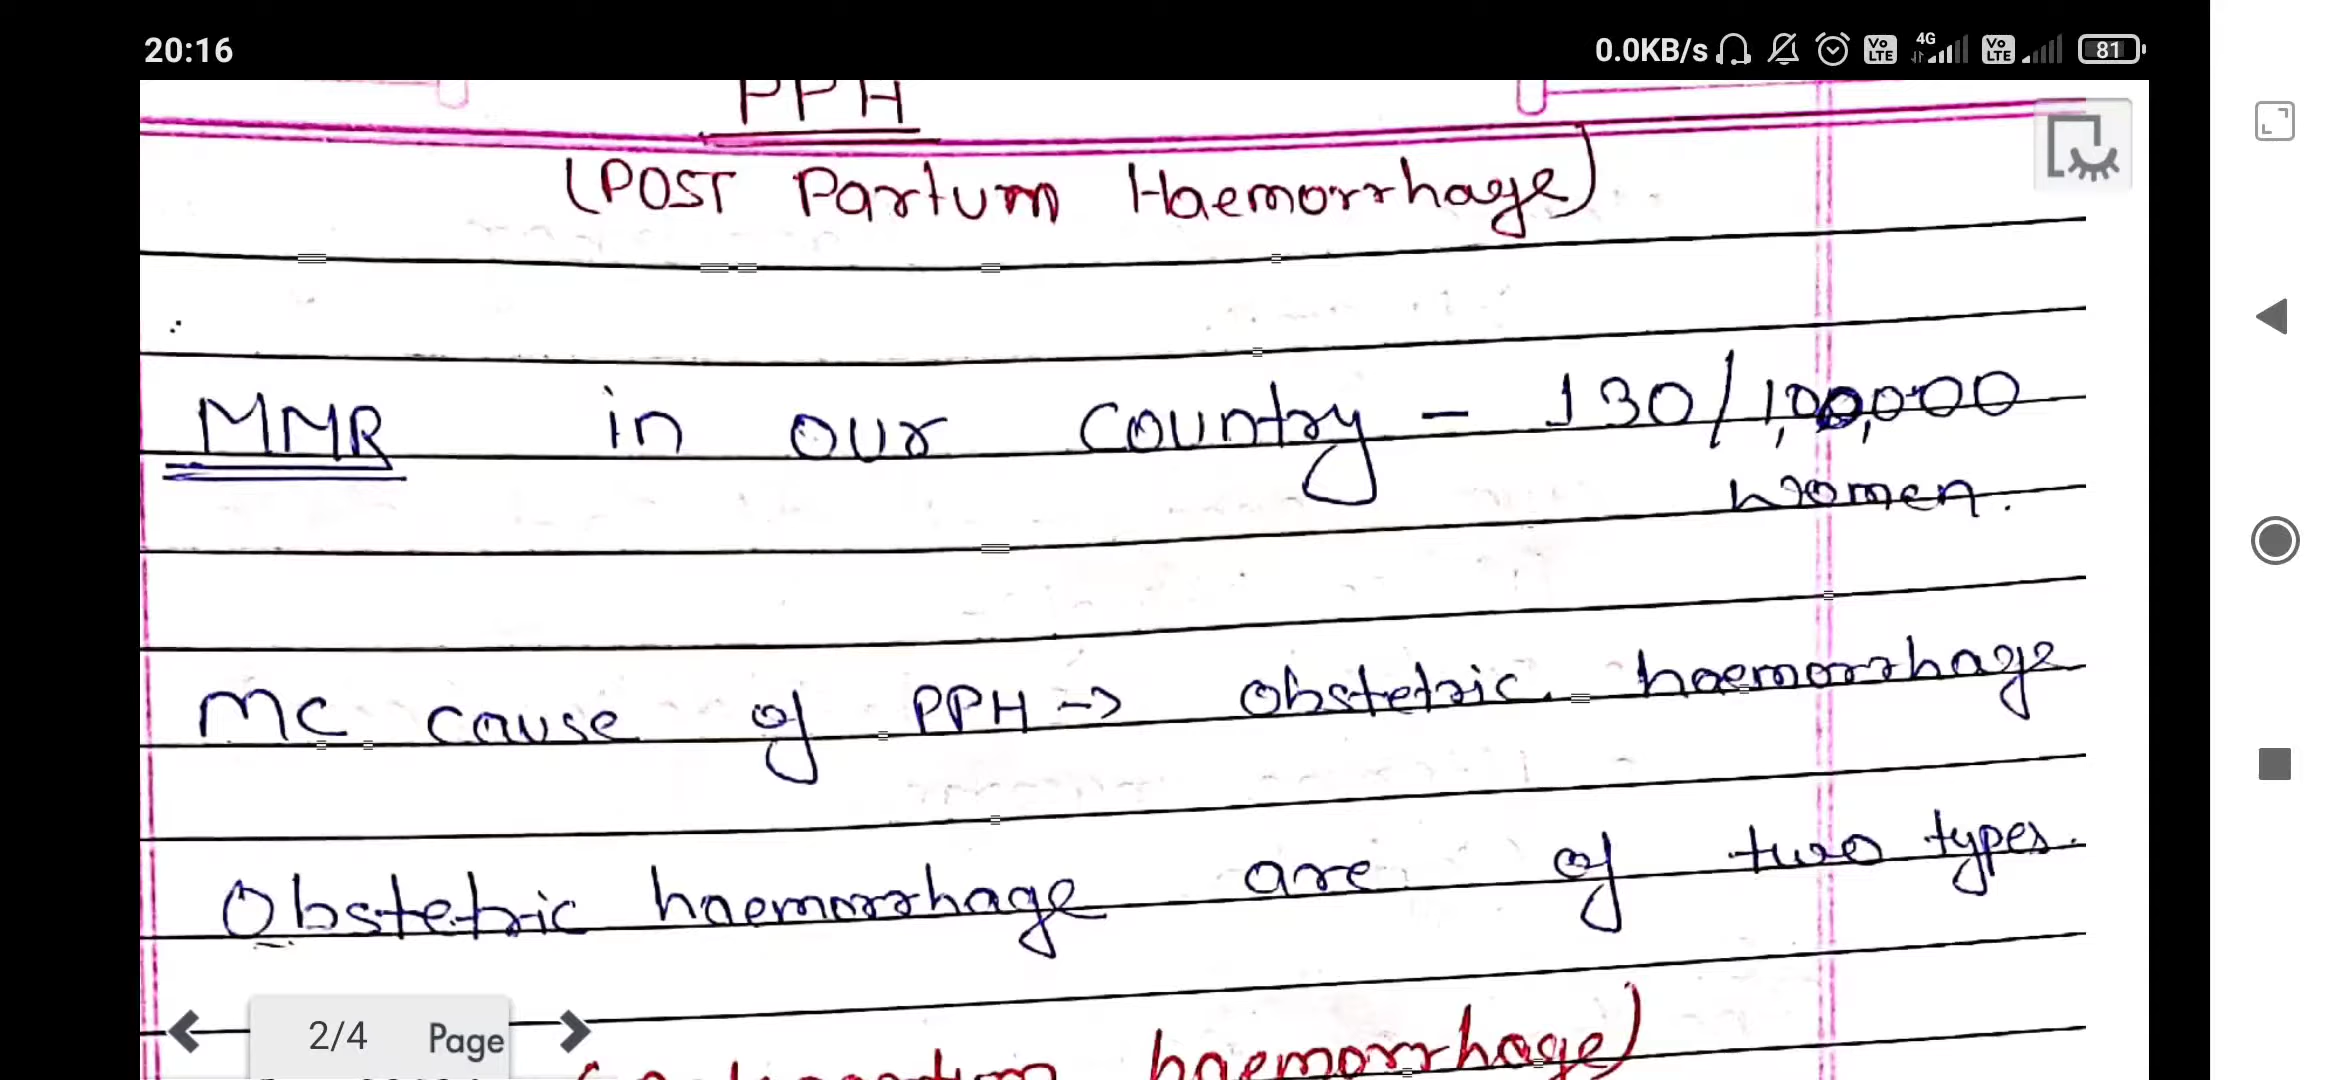 20:16
0.0KB/s 4G 81
PPH
(POST Partum Haemorrhage)
MMR in our country - 130/1,00,000
women.
MC cause of PPH -> Obstetric haemorrhage
Obstetric haemorrhage are of two types.
haemorrhage)
2/4 Page